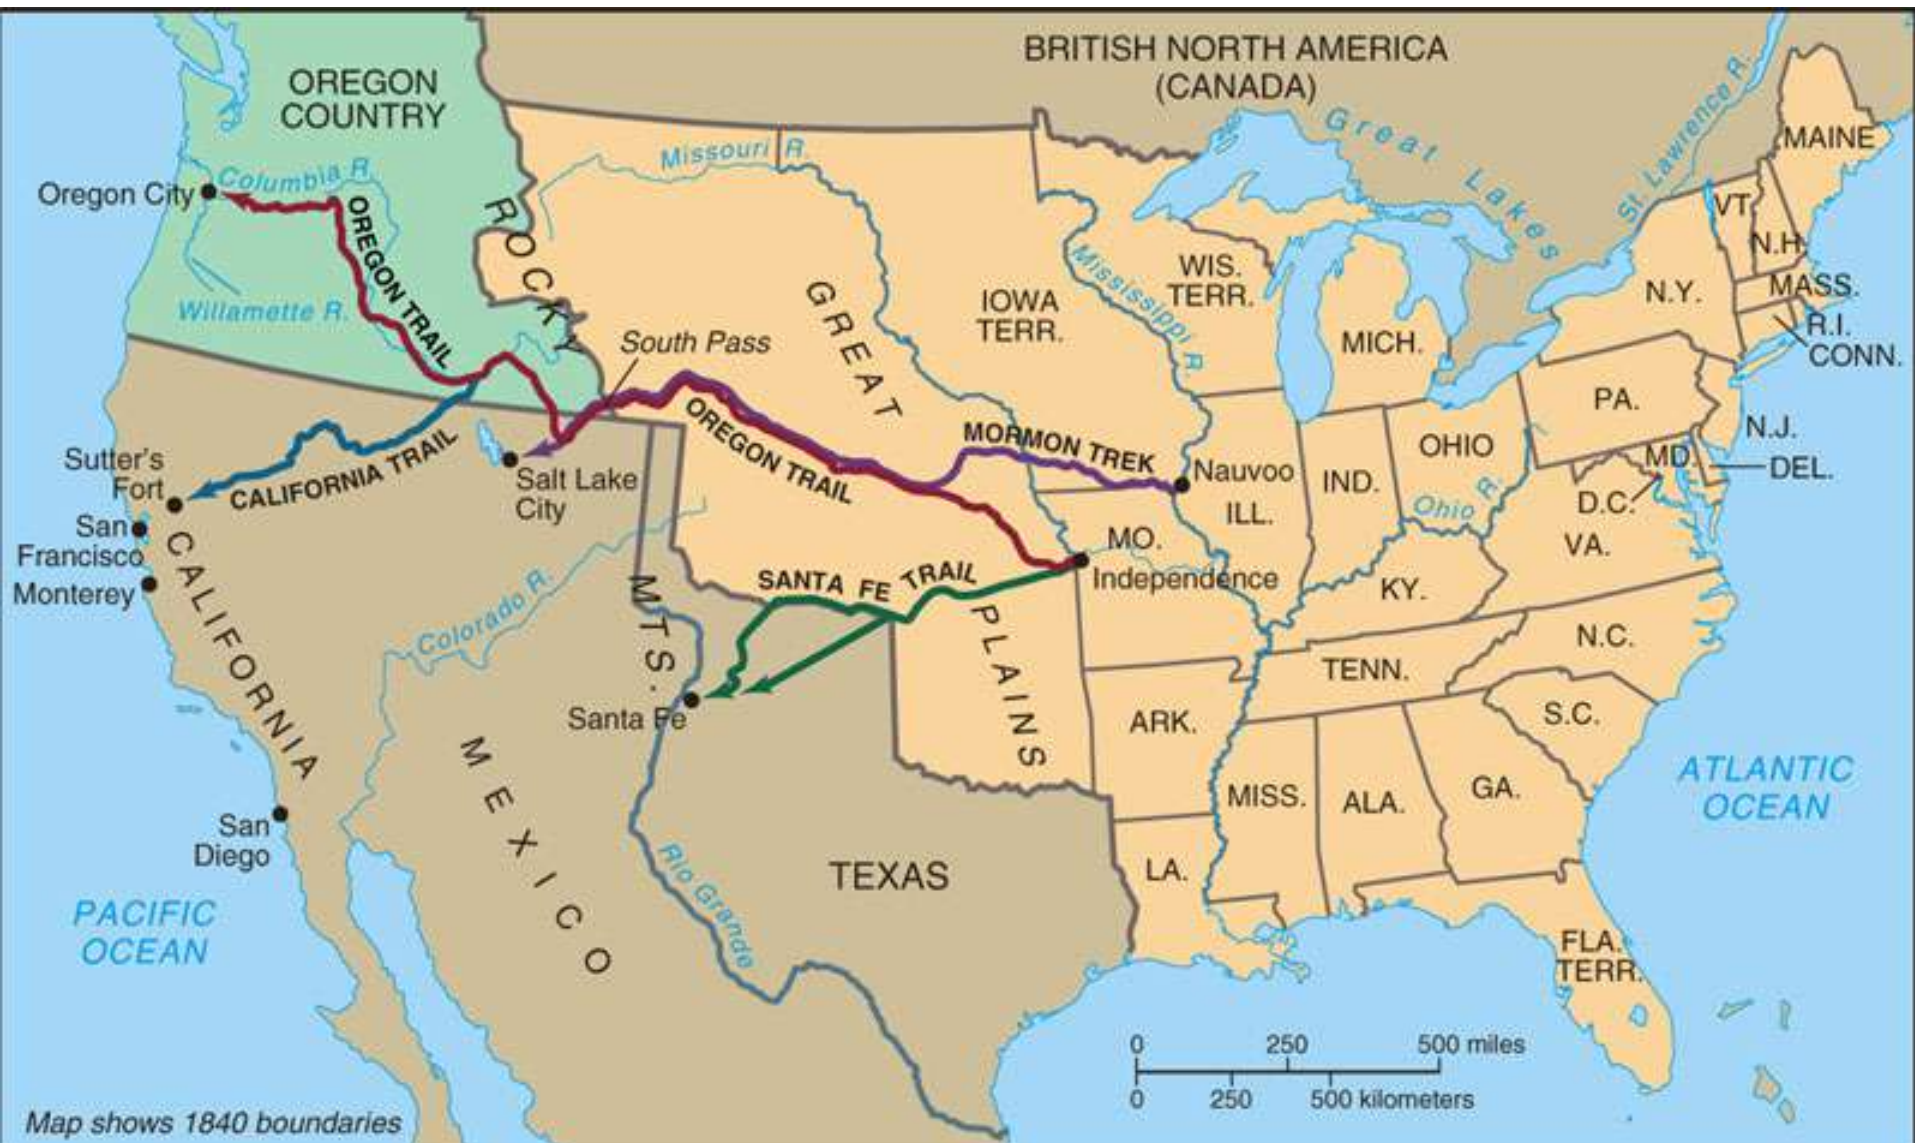 BRITISH NORTH AMERICA
(CANADA)
OREGON
COUNTRY
Great Lakes
St. Lawrence R.
MAINE
Missouri R.
Columbia R.
Oregon City
OREGON TRAIL
ROCKY
VT.
N.H.
Mississippi R.
WIS.
TERR.
GREAT
IOWA
TERR.
N.Y.
MASS.
Willamette R.
R.I.
CONN.
South Pass
MICH.
PA.
OREGON TRAIL
MORMON TREK
OHIO
N.J.
MD.
DEL.
Sutter's
Fort
CALIFORNIA TRAIL
Salt Lake
City
Nauvoo
ILL.
IND.
Ohio R.
D.C.
San
Francisco
MO.
VA.
Monterey
CALIFORNIA
Colorado R.
MTS.
SANTA FE TRAIL
Independence
KY.
PLAINS
N.C.
TENN.
Santa Fe
ARK.
S.C.
MEXICO
ATLANTIC
OCEAN
MISS.
ALA.
GA.
San
Diego
Rio Grande
TEXAS
LA.
PACIFIC
OCEAN
FLA.
TERR.
0 250 500 miles
0 250 500 kilometers
Map shows 1840 boundaries